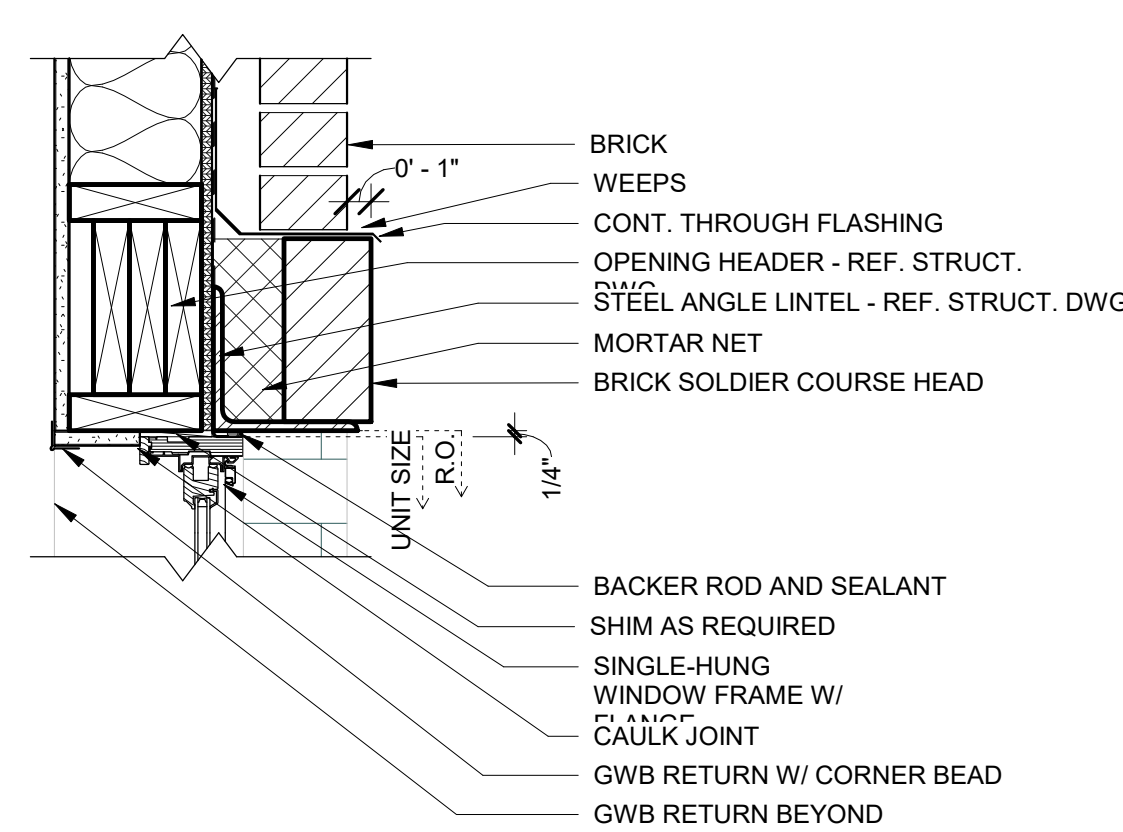 BRICK
0' - 1"
WEEPS
CONT. THROUGH FLASHING
OPENING HEADER - REF. STRUCT.
STEEL ANGLE LINTEL - REF. STRUCT. DWG
MORTAR NET
BRICK SOLDIER COURSE HEAD
UNIT SIZE
R.O.
1/4"
BACKER ROD AND SEALANT
SHIM AS REQUIRED
SINGLE-HUNG
WINDOW FRAME W/
FLANGE
CAULK JOINT
GWB RETURN W/ CORNER BEAD
GWB RETURN BEYOND